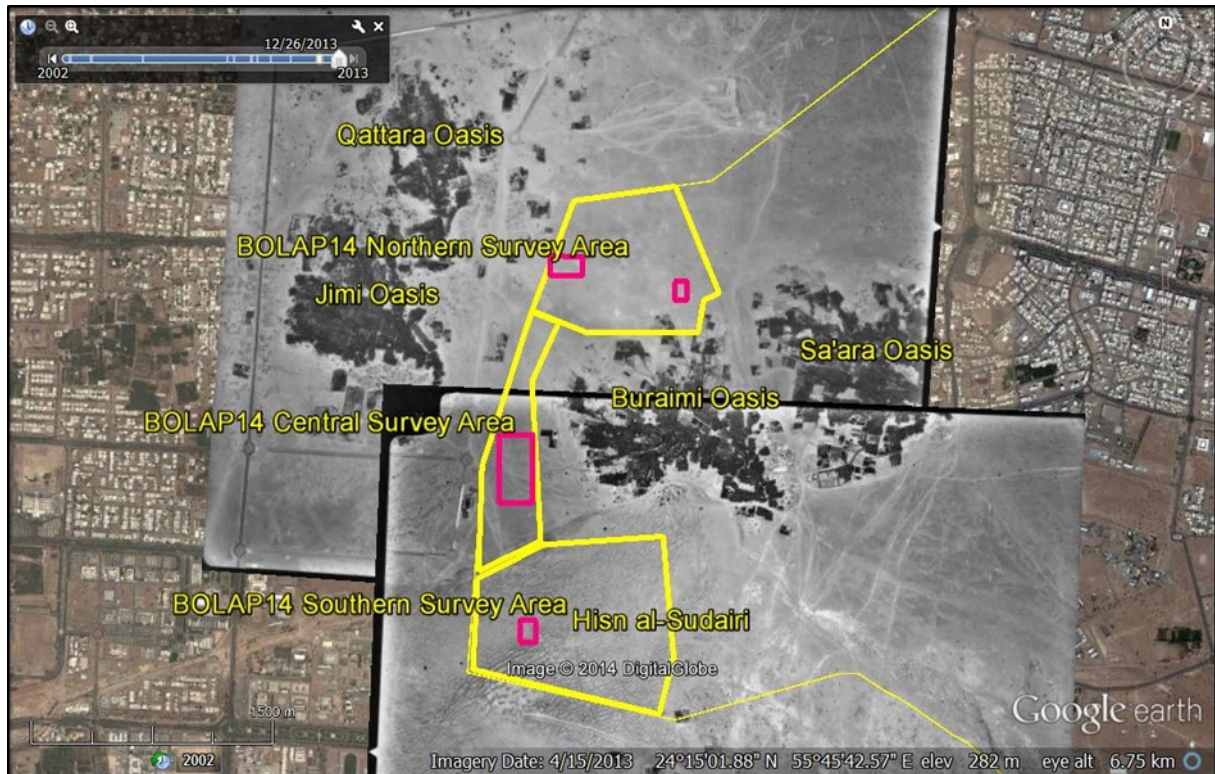 12/26/2013
2002
2013
N
Qattara Oasis
BOLAP14 Northern Survey Area
Jimi Oasis
Sa'ara Oasis
Buraimi Oasis
BOLAP14 Central Survey Area
BOLAP14 Southern Survey Area
Hisn al-Sudairi
Image © 2014 DigitalGlobe
1500 m
Google earth
2002
Imagery Date: 4/15/2013 24°15'01.88" N 55°45'42.57" E elev 282 m eye alt 6.75 km